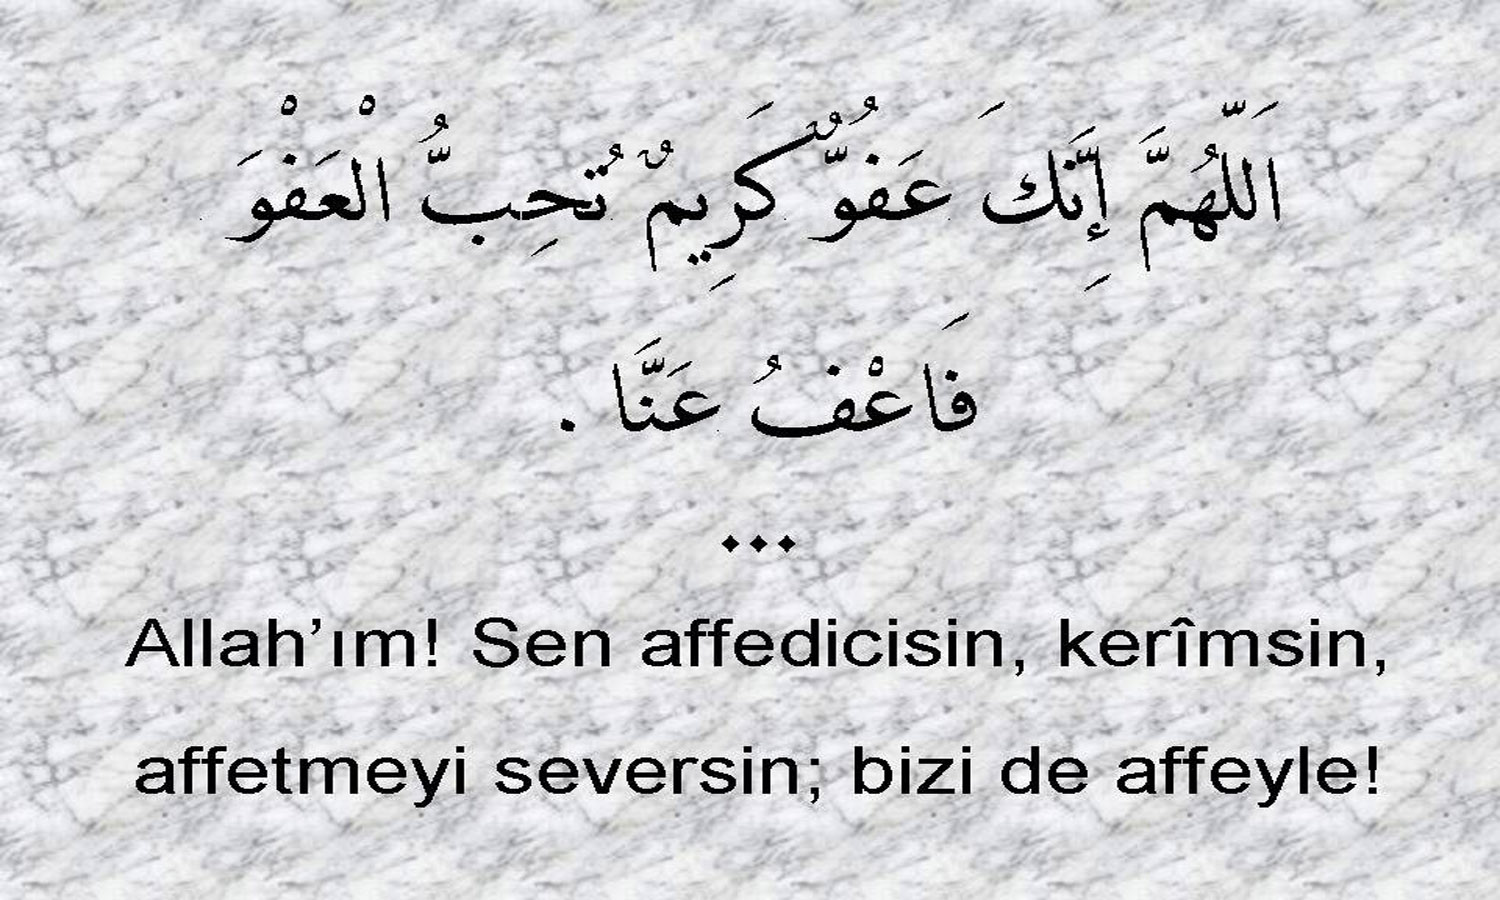 اَللّٰهُمَّ إِنَّكَ عَفُوٌّ كَرِيمٌ تُحِبُّ الْعَفْوَ
فَاعْفُ عَنَّا .
•••
Allah’ım! Sen affedicisin, kerîmsin,
affetmeyi seversin; bizi de affeyle!